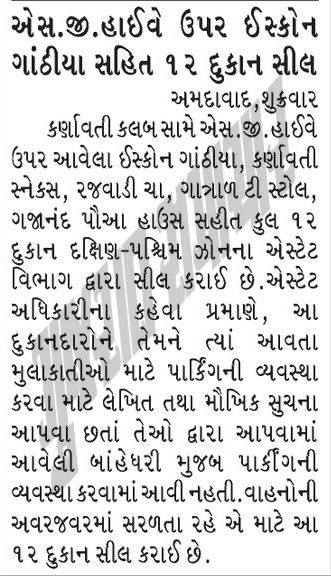 એસ.જી.હાઈવે ઉપર ઈસ્કોન
ગાંઠીયા સહિત ૧૨ દુકાન સીલ
અમદાવાદ,શુક્રવાર
કર્ણાવતી કલબ સામે એસ.જી.હાઈવે
ઉપર આવેલા ઈસ્કોન ગાંઠીયા, કર્ણાવતી
સ્નેકસ, રજવાડી ચા, ગાત્રાળ ટી સ્ટોલ,
ગજાનંદ પૌઆ હાઉસ સહીત કુલ ૧૨
દુકાન દક્ષિણ-પશ્ચિમ ઝોનના એસ્ટેટ
વિભાગ દ્વારા સીલ કરાઈ છે.એસ્ટેટ
અધિકારીના કહેવા પ્રમાણે, આ
દુકાનદારોને તેમને ત્યાં આવતા
મુલાકાતીઓ માટે પાર્કિંગની વ્યવસ્થા
કરવા માટે લેખિત તથા મૌખિક સુચના
આપવા છતાં તેઓ દ્વારા આપવામાં
આવેલી બાંહેધરી મુજબ પાર્કીંગની
વ્યવસ્થા કરવામાં આવી નહતી.વાહનોની
અવરજવરમાં સરળતા રહે એ માટે આ
૧૨ દુકાન સીલ કરાઈ છે.